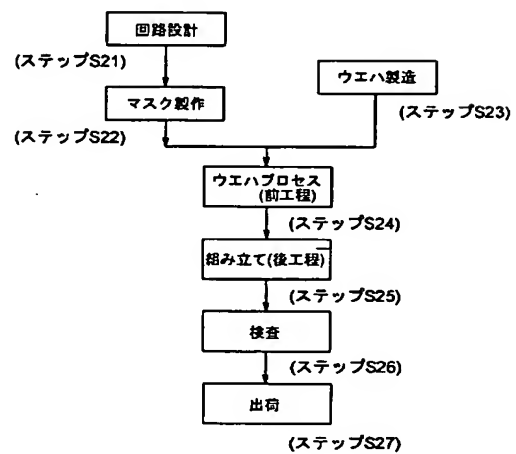 回路設計
(ステップS21)
ウエハ製造
(ステップS23)
マスク製作
(ステップS22)
ウエハプロセス
(前工程)
(ステップS24)
組み立て(後工程)
(ステップS25)
検査
(ステップS26)
出荷
(ステップS27)